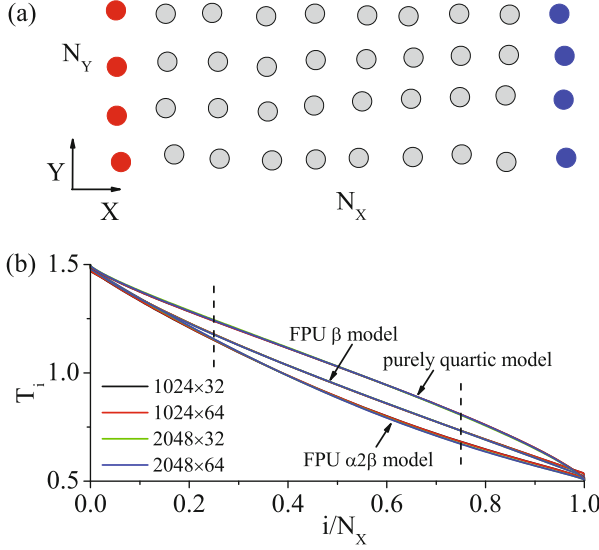 (a)
N_Y
Y
X
N_X
(b)
1.5
1.0
0.5
T_i
FPU β model
purely quartic model
FPU α2β model
1024×32
1024×64
2048×32
2048×64
0.0 0.2 0.4 0.6 0.8 1.0
i/N_X